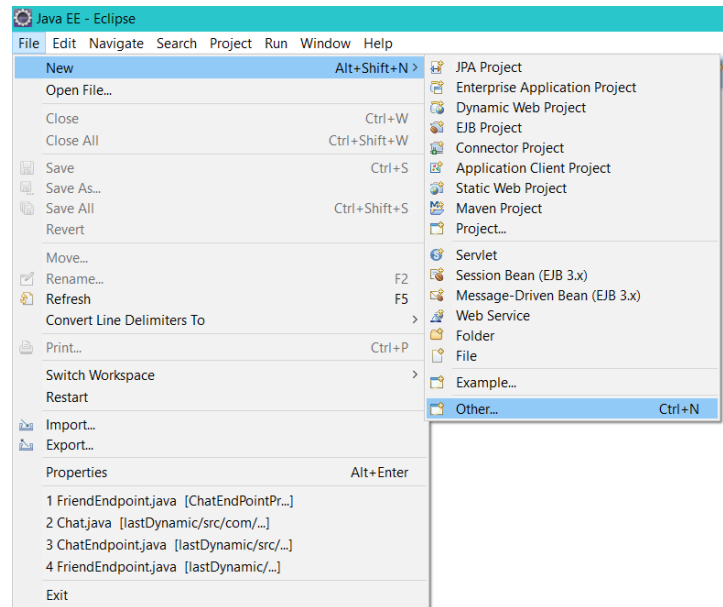 Java EE - Eclipse
File Edit Navigate Search Project Run Window Help
New Alt+Shift+N >
Open File...
Close Ctrl+W
Close All Ctrl+Shift+W
Save Ctrl+S
Save As...
Save All Ctrl+Shift+S
Revert
Move...
Rename... F2
Refresh F5
Convert Line Delimiters To >
Print... Ctrl+P
Switch Workspace >
Restart
Import...
Export...
Properties Alt+Enter
1 FriendEndpoint.java [ChatEndPointPr...]
2 Chat.java [lastDynamic/src/com/...]
3 ChatEndpoint.java [lastDynamic/src/...]
4 FriendEndpoint.java [lastDynamic/...]
Exit
JPA Project
Enterprise Application Project
Dynamic Web Project
EJB Project
Connector Project
Application Client Project
Static Web Project
Maven Project
Project...
Servlet
Session Bean (EJB 3.x)
Message-Driven Bean (EJB 3.x)
Web Service
Folder
File
Example...
Other... Ctrl+N